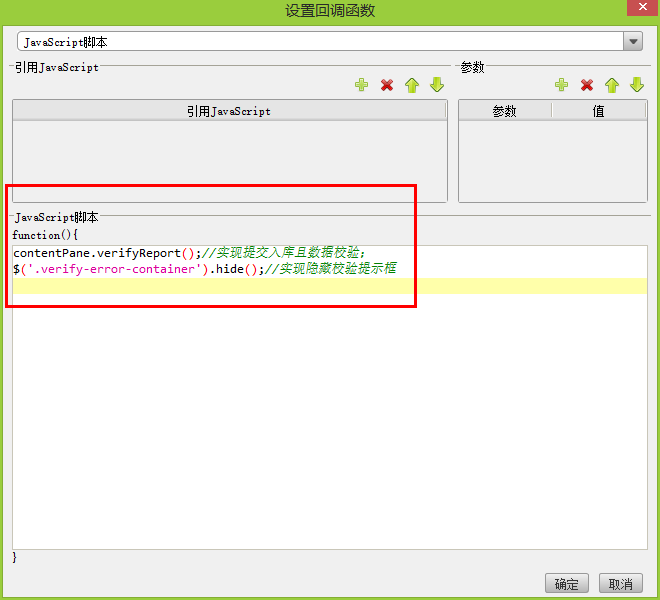 设置回调函数
JavaScript脚本
引用JavaScript
参数
引用JavaScript
参数
值
JavaScript脚本
function(){
contentPane.verifyReport();//实现提交入库且数据校验;
$('.verify-error-container').hide();//实现隐藏校验提示框
}
确定
取消